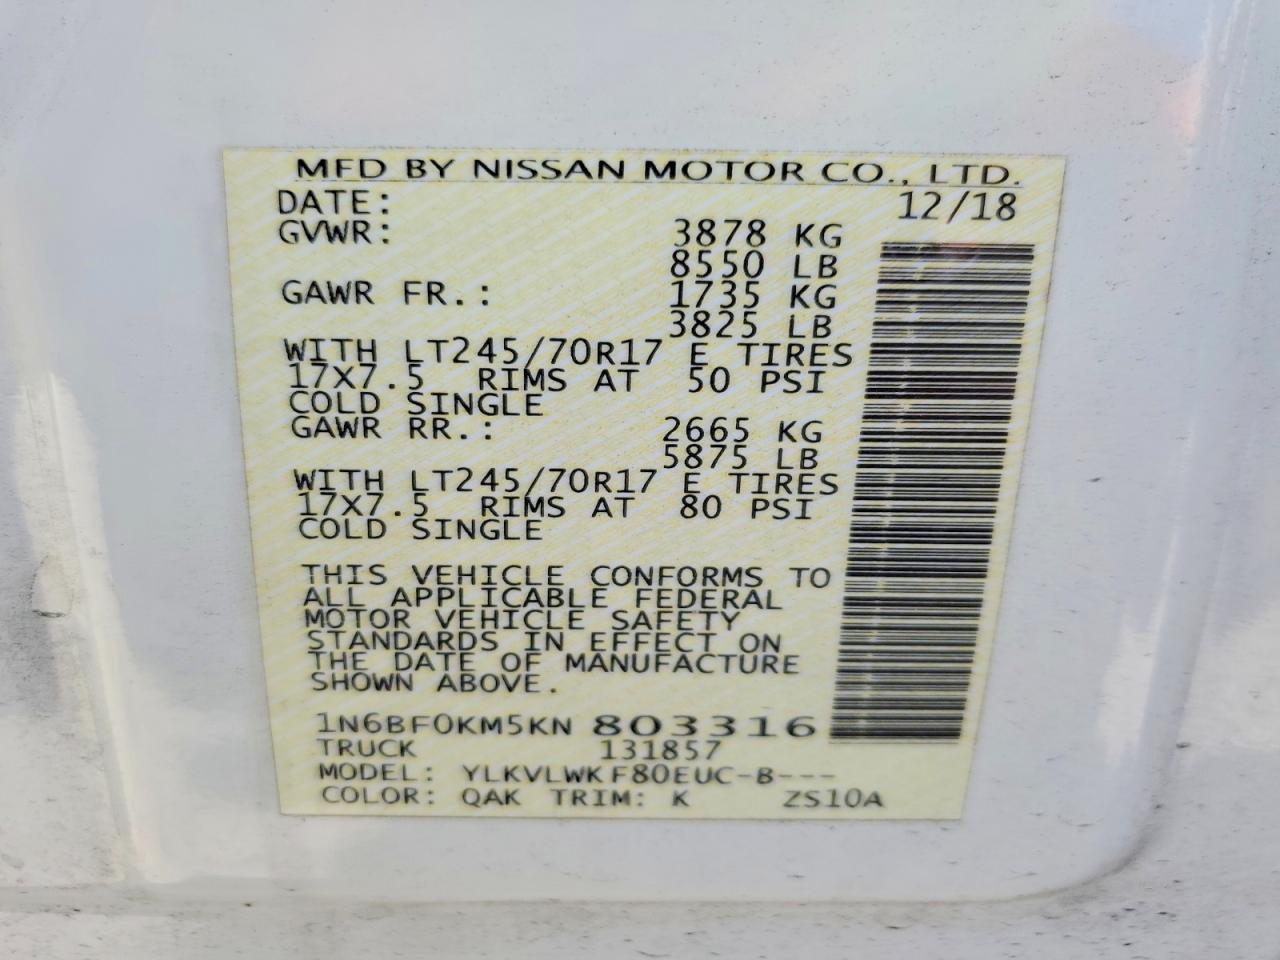 MFD BY NISSAN MOTOR CO., LTD.
DATE: 12/18
GVWR: 3878 KG
8550 LB
GAWR FR.: 1735 KG
3825 LB
WITH LT245/70R17 E TIRES
17X7.5 RIMS AT 50 PSI
COLD SINGLE
GAWR RR.: 2665 KG
5875 LB
WITH LT245/70R17 E TIRES
17X7.5 RIMS AT 80 PSI
COLD SINGLE
THIS VEHICLE CONFORMS TO
ALL APPLICABLE FEDERAL
MOTOR VEHICLE SAFETY
STANDARDS IN EFFECT ON
THE DATE OF MANUFACTURE
SHOWN ABOVE.
1N6BF0KM5KN 803316
TRUCK 131857
MODEL: YLKVLWKF80EUC-B---
COLOR: QAK TRIM: K ZS10A